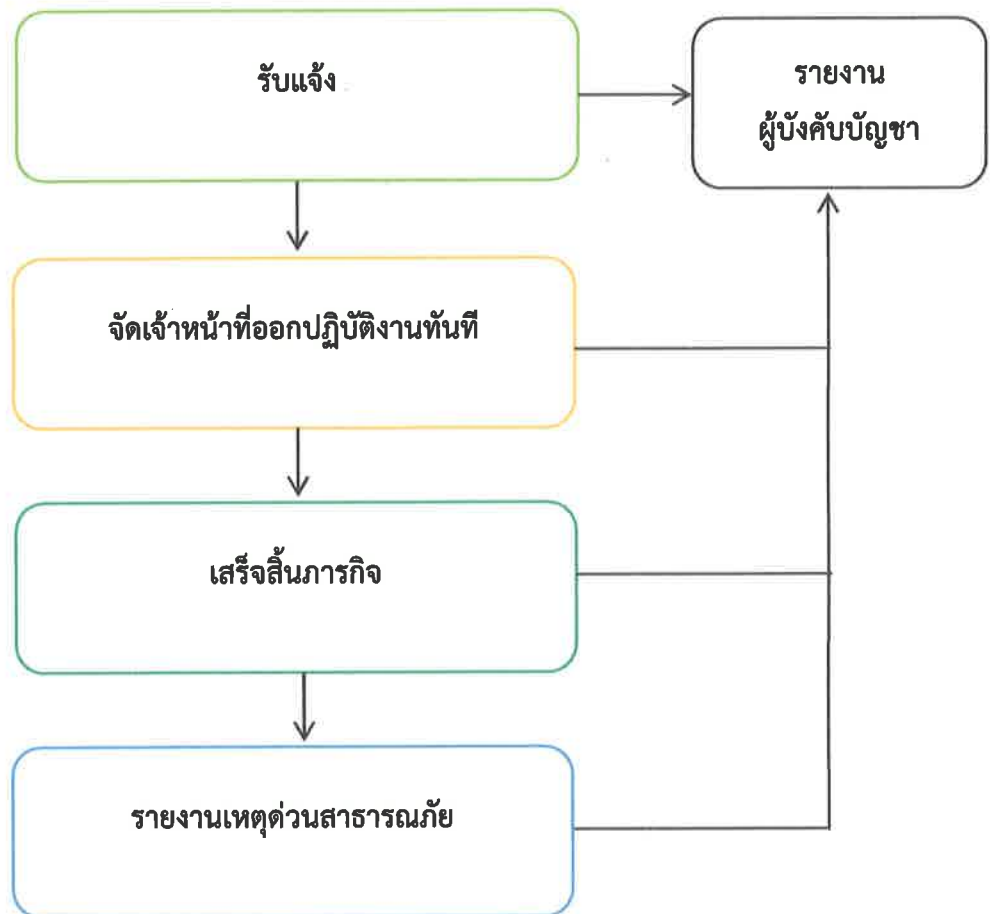 รับแจ้ง
รายงาน
ผู้บังคับบัญชา
จัดเจ้าหน้าที่ออกปฏิบัติงานทันที
เสร็จสิ้นภารกิจ
รายงานเหตุด่วนสาธารณภัย